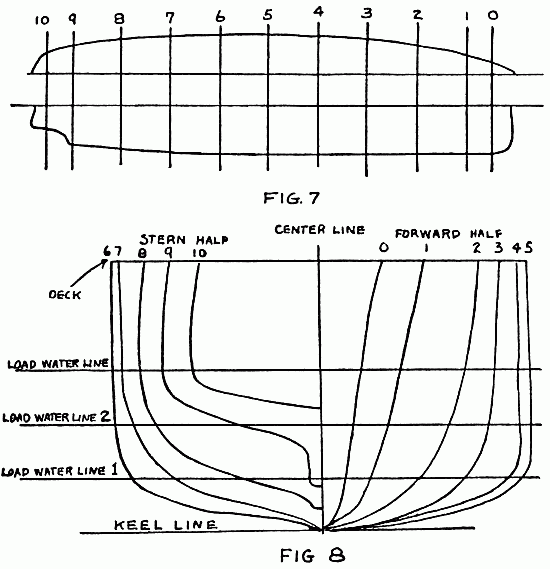 10 9 8 7 6 5 4 3 2 1 0
FIG. 7
CENTER LINE
STERN HALF FORWARD HALF
6 7 8 9 10 0 1 2 3 4 5
DECK
LOAD WATER LINE
LOAD WATER LINE 2
LOAD WATER LINE 1
KEEL LINE
FIG 8